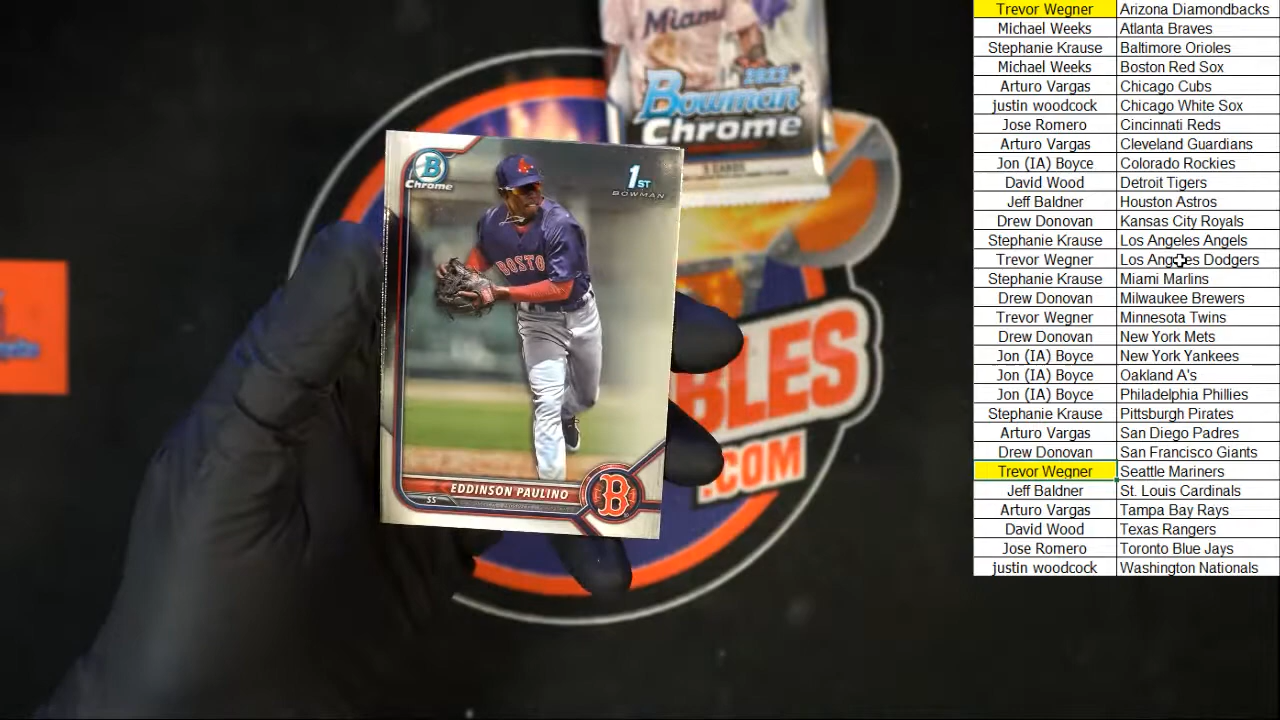 Miami
2022
Bowman
Chrome
5 CARDS
B
Chrome
1ST
BOWMAN
BOSTON
EDDINSON PAULINO
SS
B
BLES
.COM
Trevor Wegner Arizona Diamondbacks
Michael Weeks Atlanta Braves
Stephanie Krause Baltimore Orioles
Michael Weeks Boston Red Sox
Arturo Vargas Chicago Cubs
justin woodcock Chicago White Sox
Jose Romero Cincinnati Reds
Arturo Vargas Cleveland Guardians
Jon (IA) Boyce Colorado Rockies
David Wood Detroit Tigers
Jeff Baldner Houston Astros
Drew Donovan Kansas City Royals
Stephanie Krause Los Angeles Angels
Trevor Wegner Los Angeles Dodgers
Stephanie Krause Miami Marlins
Drew Donovan Milwaukee Brewers
Trevor Wegner Minnesota Twins
Drew Donovan New York Mets
Jon (IA) Boyce New York Yankees
Jon (IA) Boyce Oakland A's
Jon (IA) Boyce Philadelphia Phillies
Stephanie Krause Pittsburgh Pirates
Arturo Vargas San Diego Padres
Drew Donovan San Francisco Giants
Trevor Wegner Seattle Mariners
Jeff Baldner St. Louis Cardinals
Arturo Vargas Tampa Bay Rays
David Wood Texas Rangers
Jose Romero Toronto Blue Jays
justin woodcock Washington Nationals